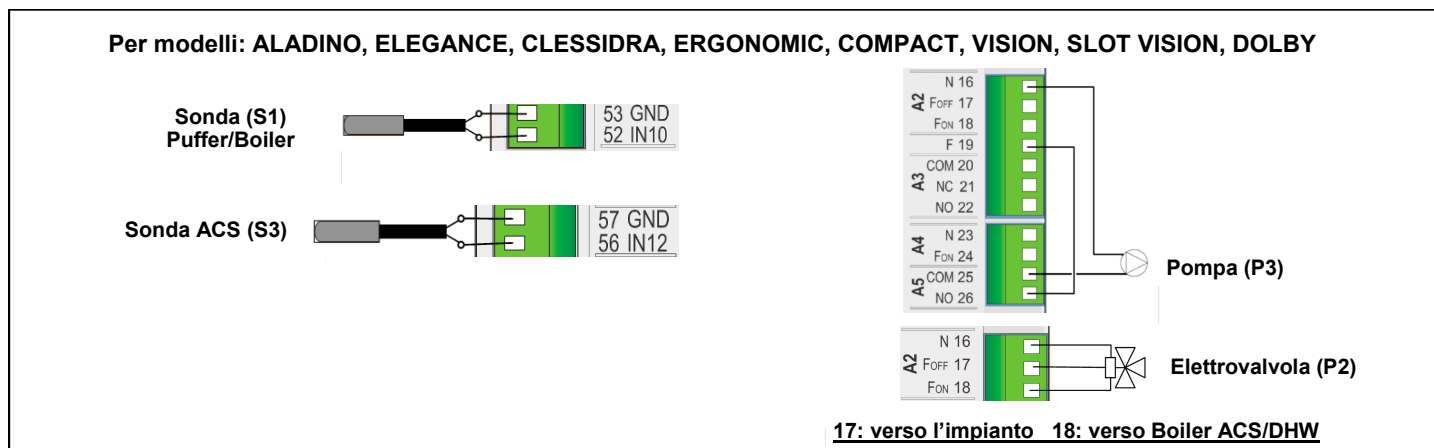 Per modelli: ALADINO, ELEGANCE, CLESSIDRA, ERGONOMIC, COMPACT, VISION, SLOT VISION, DOLBY
Sonda (S1)
Puffer/Boiler
53 GND
52 IN10
Sonda ACS (S3)
57 GND
56 IN12
A2
N 16
FOFF 17
FON 18
F 19
A3
COM 20
NC 21
NO 22
A4
N 23
FON 24
A5
COM 25
NO 26
Pompa (P3)
A2
N 16
FOFF 17
FON 18
Elettrovalvola (P2)
17: verso l'impianto 18: verso Boiler ACS/DHW